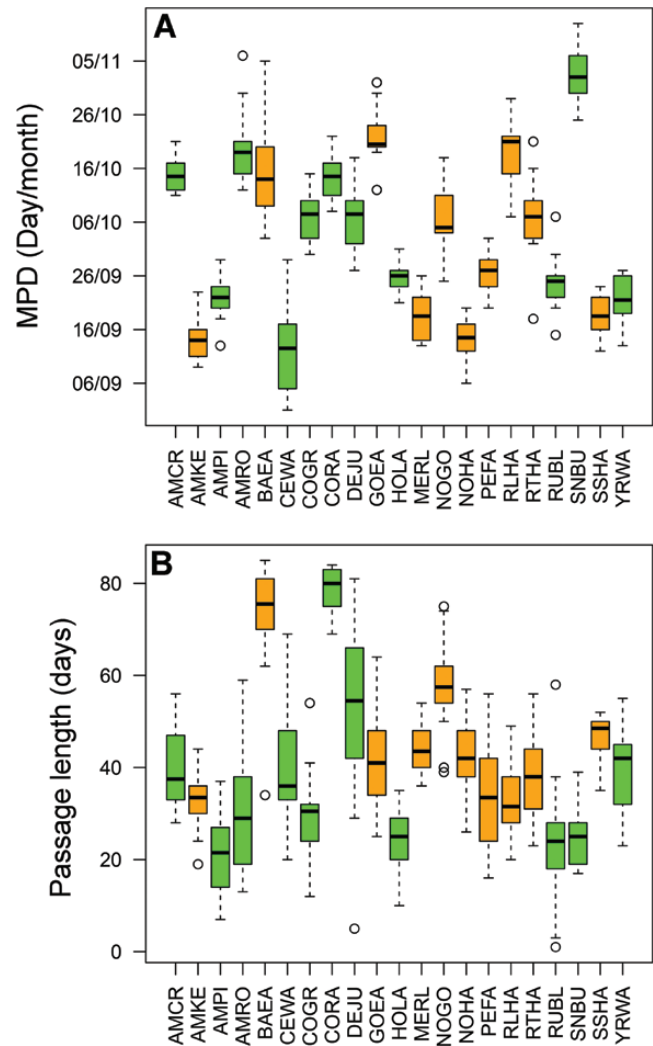 A
MPD (Day/month)
05/11
26/10
16/10
06/10
26/09
16/09
06/09
AMCR AMKE AMPI AMRO BAEA CEWA COGR CORA DEJU GOEA HOLA MERL NOGO NOHA PEFA RLHA RTHA RUBL SNBU SSHA YRWA
B
Passage length (days)
80
60
40
20
0
AMCR AMKE AMPI AMRO BAEA CEWA COGR CORA DEJU GOEA HOLA MERL NOGO NOHA PEFA RLHA RTHA RUBL SNBU SSHA YRWA